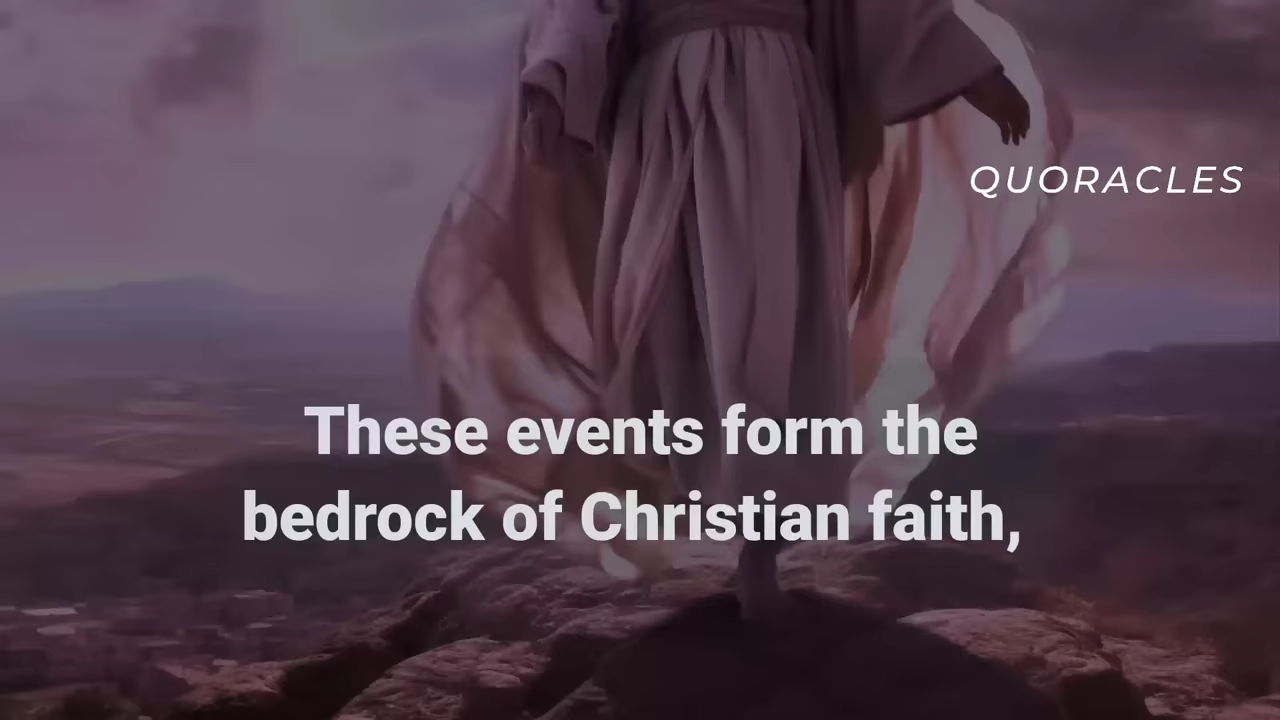 QUORACLES
These events form the
bedrock of Christian faith,